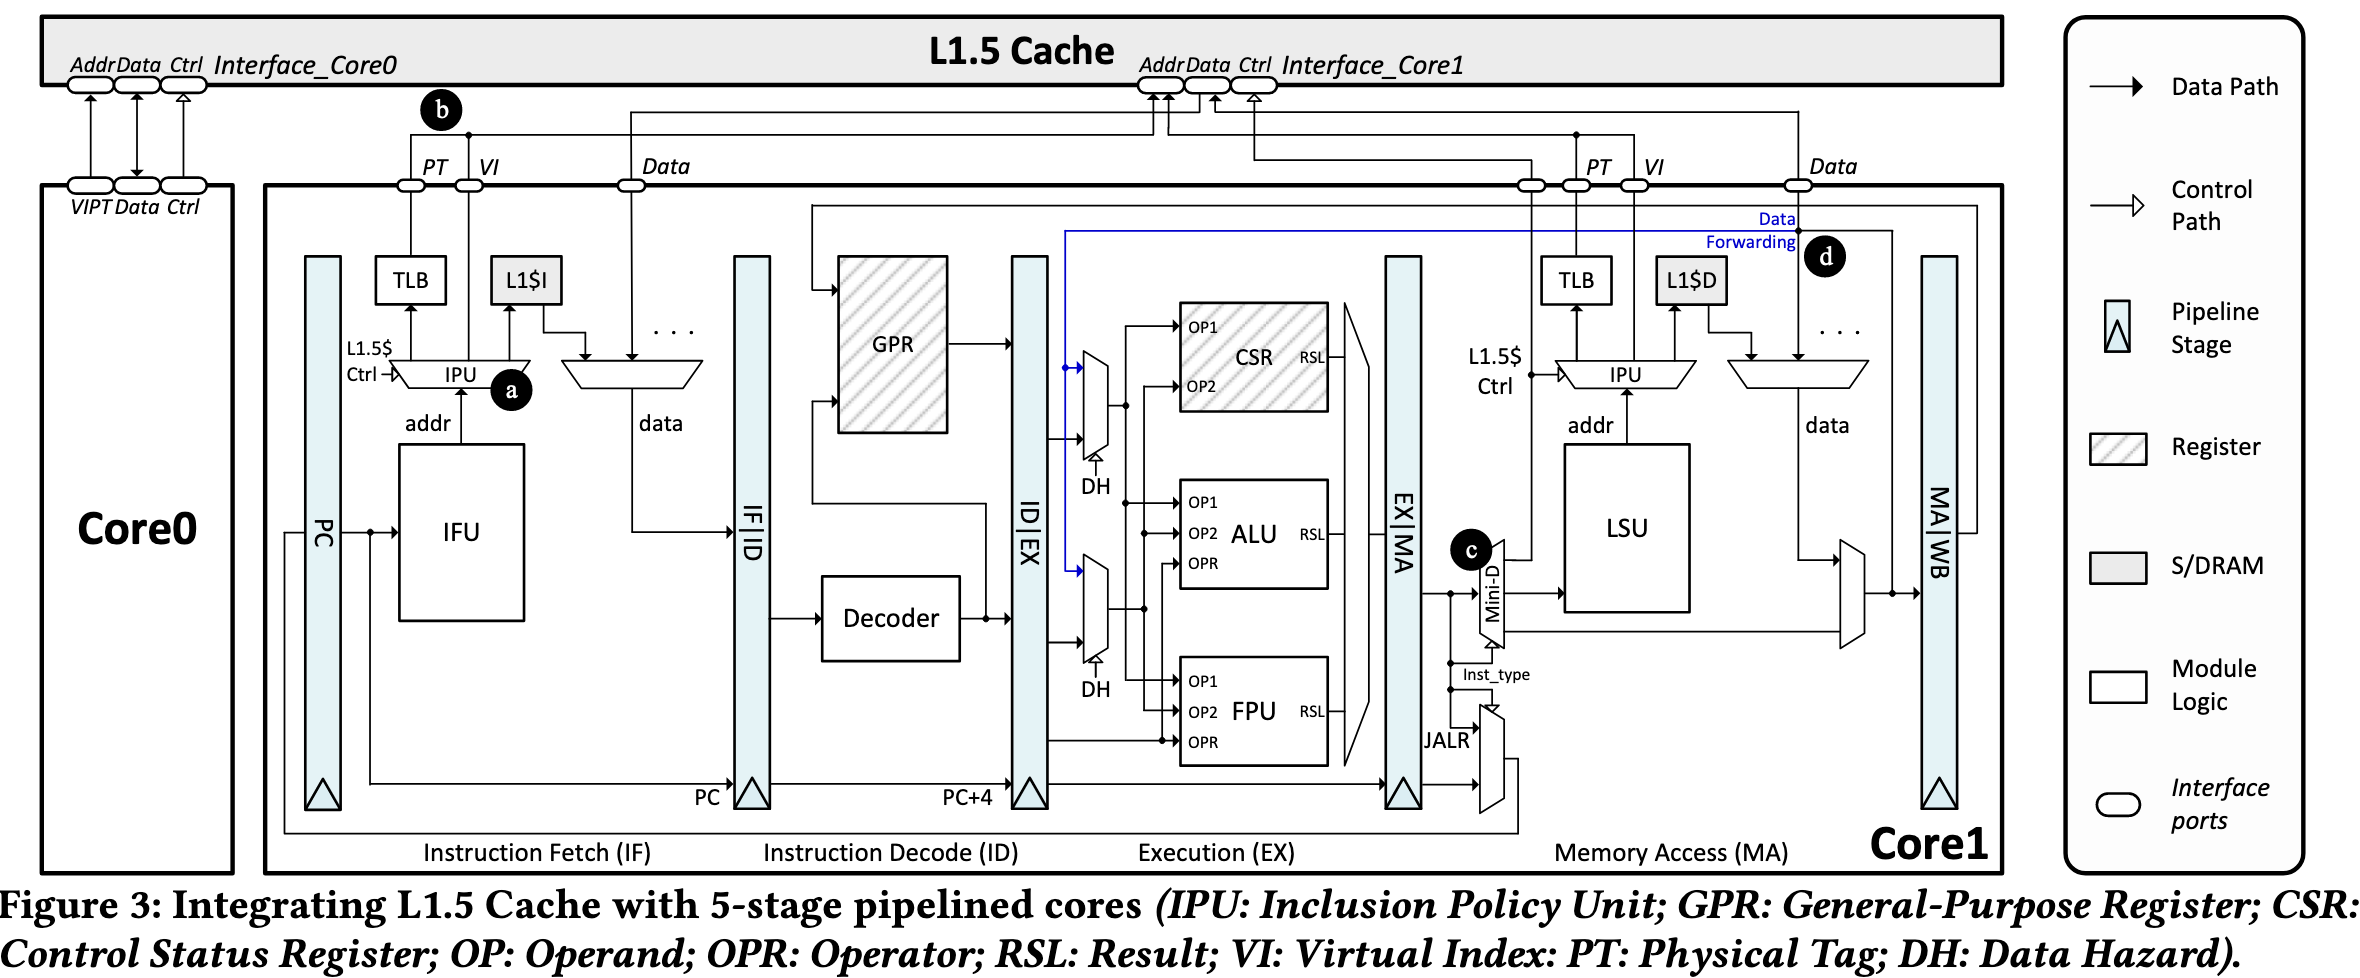 L1.5 Cache
Addr Data Ctrl Interface_Core0
Addr Data Ctrl Interface_Core1
b
PT VI Data
PT VI Data
VIPT Data Ctrl
Core0
TLB
L1$I
. . .
L1.5$
Ctrl
IPU
a
addr
data
IFU
PC
PC
IF|ID
GPR
Decoder
PC+4
ID|EX
DH
DH
OP1
OP2
CSR
RSL
OP1
OP2
OPR
ALU
RSL
OP1
OP2
OPR
FPU
RSL
EX|MA
Data
Forwarding
d
TLB
L1$D
. . .
L1.5$
Ctrl
IPU
addr
data
c
Mini-D
LSU
Inst_type
JALR
MA|WB
Instruction Fetch (IF)
Instruction Decode (ID)
Execution (EX)
Memory Access (MA)
Core1
Data Path
Control
Path
Pipeline
Stage
Register
S/DRAM
Module
Logic
Interface
ports
Figure 3: Integrating L1.5 Cache with 5-stage pipelined cores (IPU: Inclusion Policy Unit; GPR: General-Purpose Register; CSR:
Control Status Register; OP: Operand; OPR: Operator; RSL: Result; VI: Virtual Index: PT: Physical Tag; DH: Data Hazard).